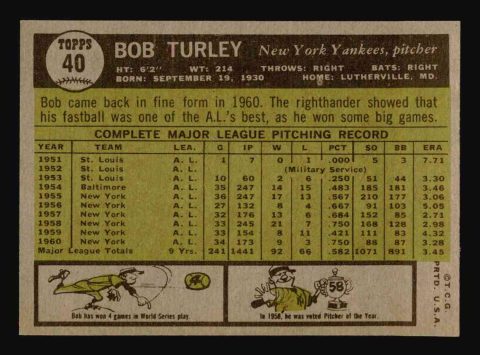 TOPPS
40
BOB TURLEY New York Yankees, pitcher
HT: 6'2" WT: 214 THROWS: RIGHT BATS: RIGHT
BORN: SEPTEMBER 19, 1930 HOME: LUTHERVILLE, MD.
Bob came back in fine form in 1960. The righthander showed that
his fastball was one of the A.L.'s best, as he won some big games.
COMPLETE MAJOR LEAGUE PITCHING RECORD
YEAR TEAM LEA. G IP W L PCT. SO BB ERA
1951 St. Louis A. L. 1 7 0 1 .000 5 3 7.71
1952 St. Louis A. L. (Military Service)
1953 St. Louis A. L. 10 60 2 6 .250 51 44 3.30
1954 Baltimore A. L. 35 247 14 15 .483 185 181 3.46
1955 New York A. L. 36 247 17 13 .567 210 177 3.06
1956 New York A. L. 27 132 8 4 .667 91 103 5.05
1957 New York A. L. 32 176 13 6 .684 152 85 2.71
1958 New York A. L. 33 245 21 7 .750 168 128 2.98
1959 New York A. L. 33 154 8 11 .421 111 83 4.32
1960 New York A. L. 34 173 9 3 .750 88 87 3.28
Major League Totals 9 Yrs. 241 1441 92 66 .582 1071 891 3.45
Bob has won 4 games in World Series play.
58
In 1958, he was voted Pitcher of the Year.
©T.C.G.
PRTD. U.S.A.